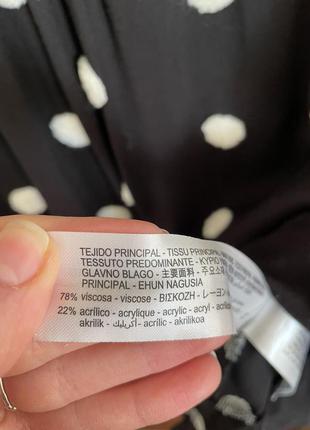 TEJIDO PRINCIPAL - TISSU PRINCIPAL
TESSUTO PREDOMINANTE - ΚΥΡΙΟ
GLAVNO BLAGO - 主要面料 - 주요소재
PRINCIPAL - EHUN NAGUSIA
78% viscosa - viscose - ΒΙΣΚΟΖΗ - レーヨン
22% acrílico - acrylique - acrylic - acryl - acrilico
akrilik - أكريليك - acrílic - akrilikoa